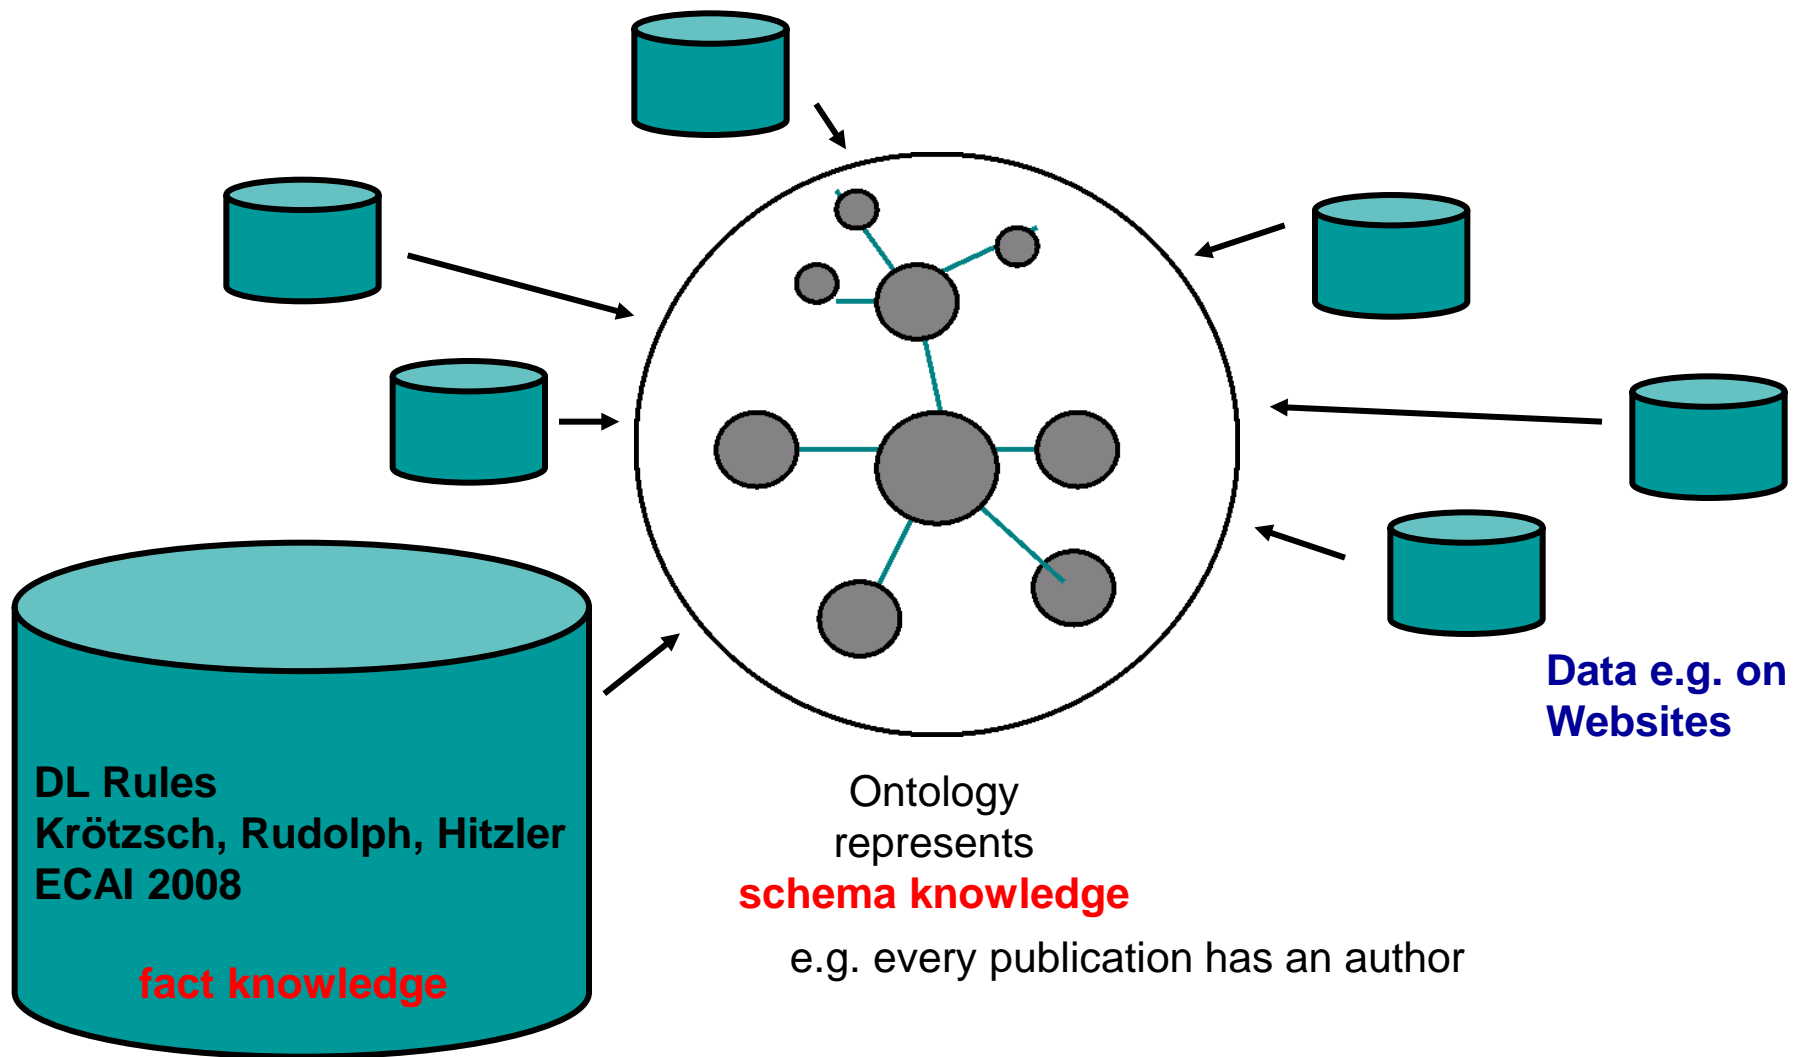 DL Rules
Krötzsch, Rudolph, Hitzler
ECAI 2008
fact knowledge
Ontology
represents
schema knowledge
e.g. every publication has an author
Data e.g. on
Websites